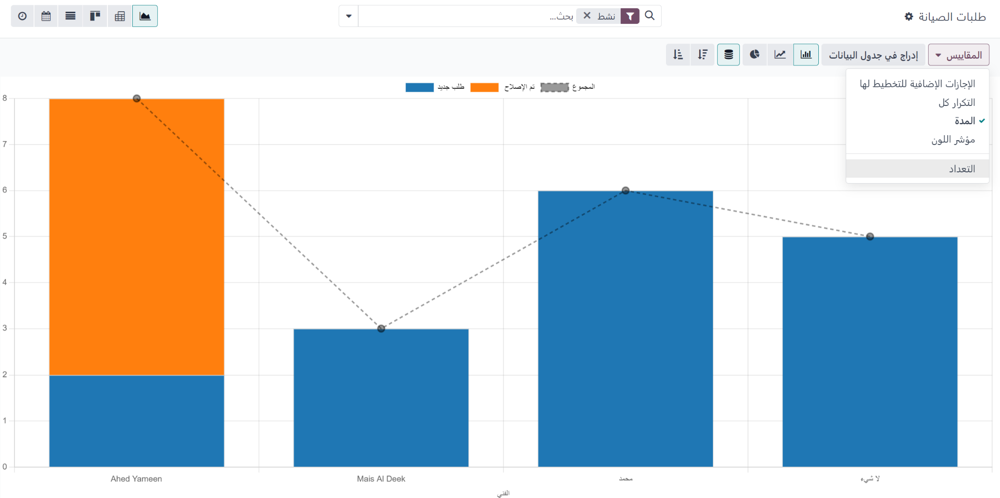 طلبات الصيانة
نشط
بحث...
المقاييس
إدراج في جدول البيانات
الإجازات الإضافية للتخطيط لها
التكرار كل
المدة
مؤشر اللون
التعداد
طلب جديد
تم الإصلاح
المجموع
8
7
6
5
4
3
2
1
0
Ahed Yameen
Mais Al Deek
محمد
لا شيء
الفني